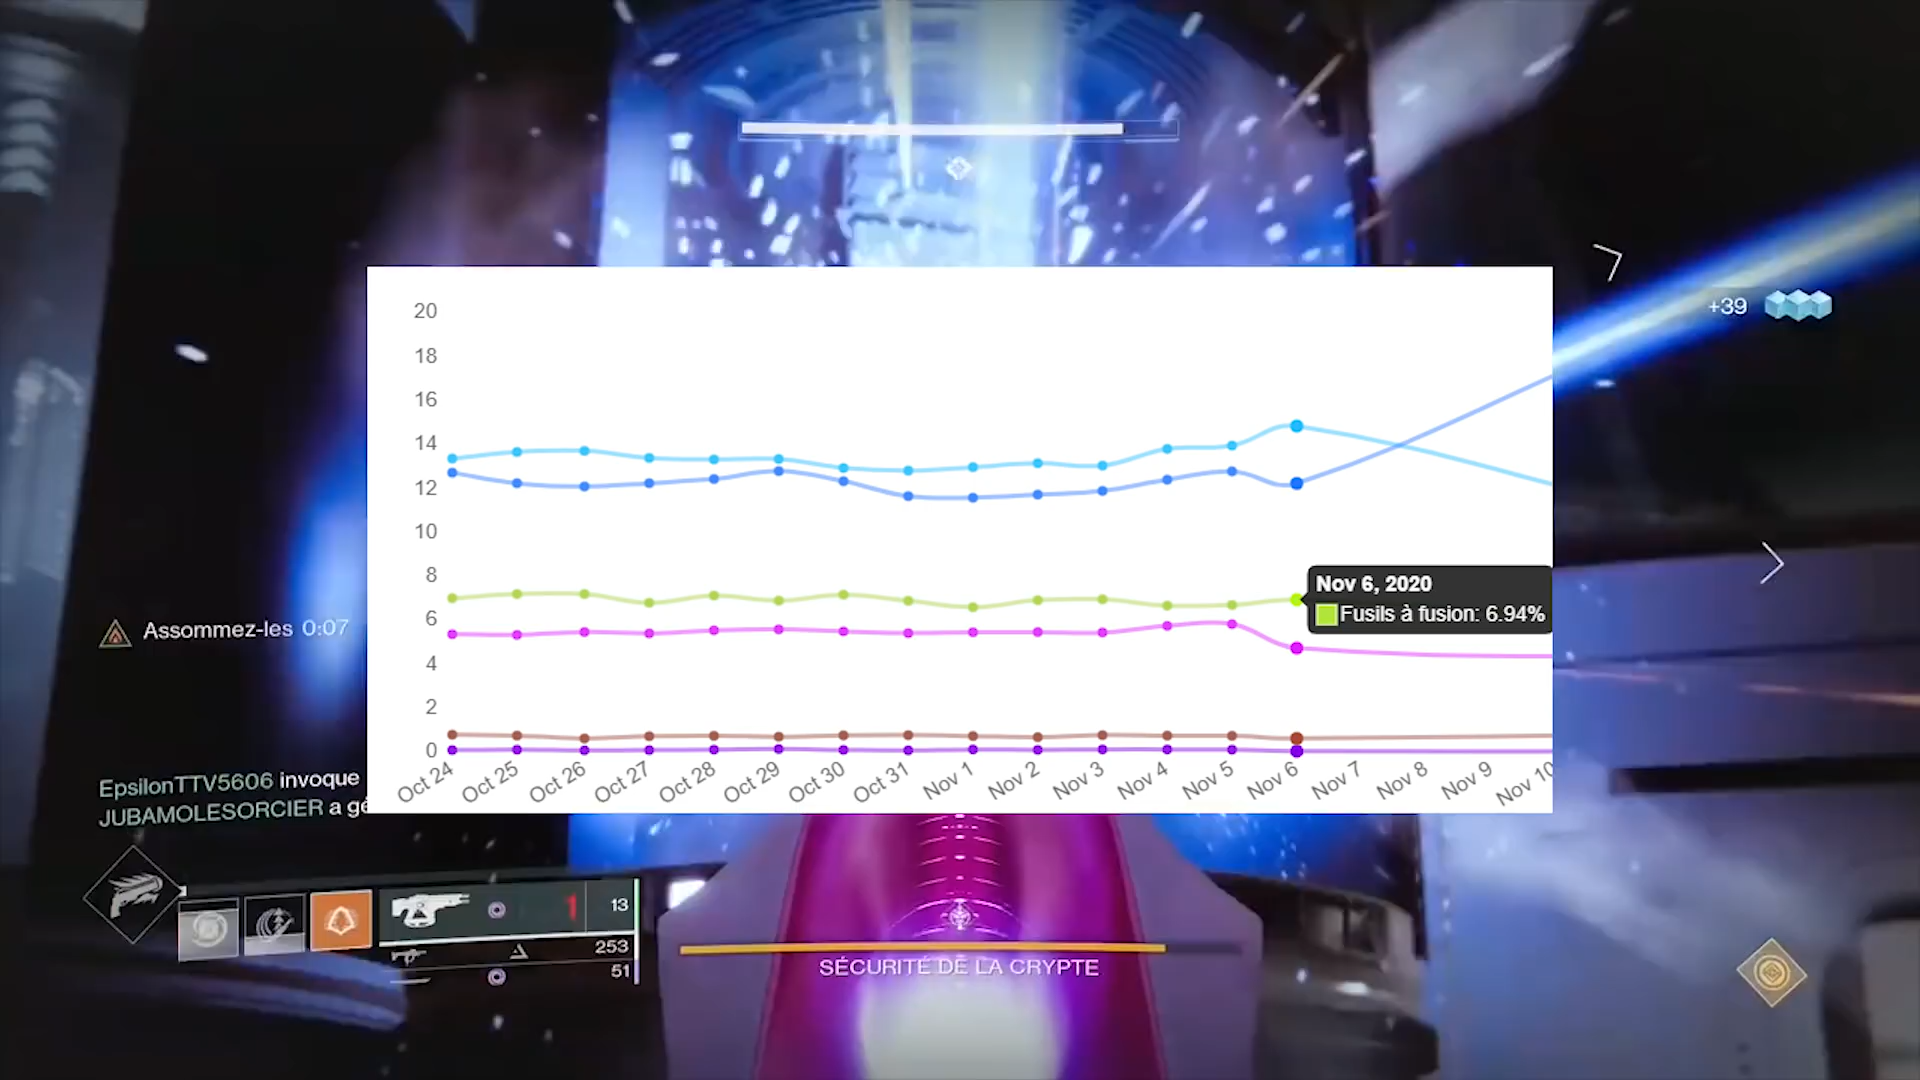 +39
20
18
16
14
12
10
8
6
4
2
0
Nov 6, 2020
Fusils à fusion: 6.94%
Oct 24
Oct 25
Oct 26
Oct 27
Oct 28
Oct 29
Oct 30
Oct 31
Nov 1
Nov 2
Nov 3
Nov 4
Nov 5
Nov 6
Nov 7
Nov 8
Nov 9
Nov 10
Assommez-les 0:07
EpsilonTTV5606 invoque
JUBAMOLESORCIER a gé
1 13
253
51
SÉCURITÉ DE LA CRYPTE